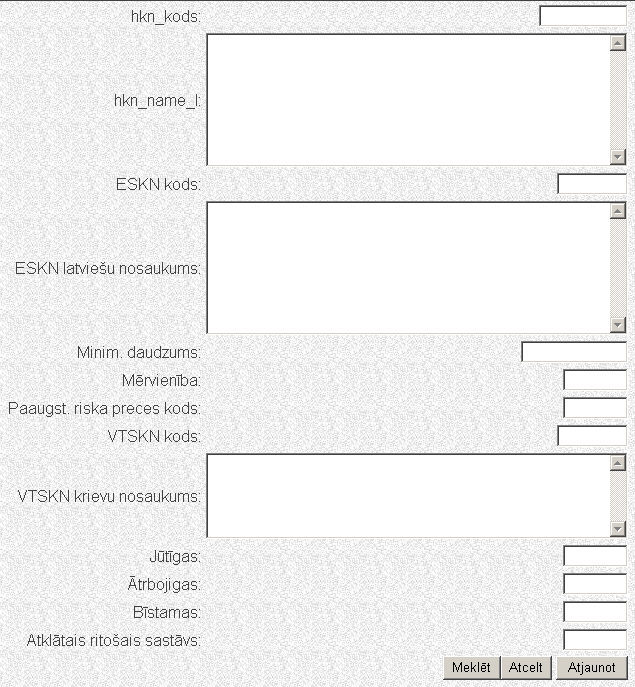 hkn_kods:
hkn_name_l:
ESKN kods:
ESKN latviešu nosaukums:
Minim. daudzums:
Mērvienība:
Paaugst. riska preces kods:
VTSKN kods:
VTSKN krievu nosaukums:
Jūtīgas:
Ātrbojigas:
Bīstamas:
Atklātais ritošais sastāvs:
Meklēt Atcelt Atjaunot